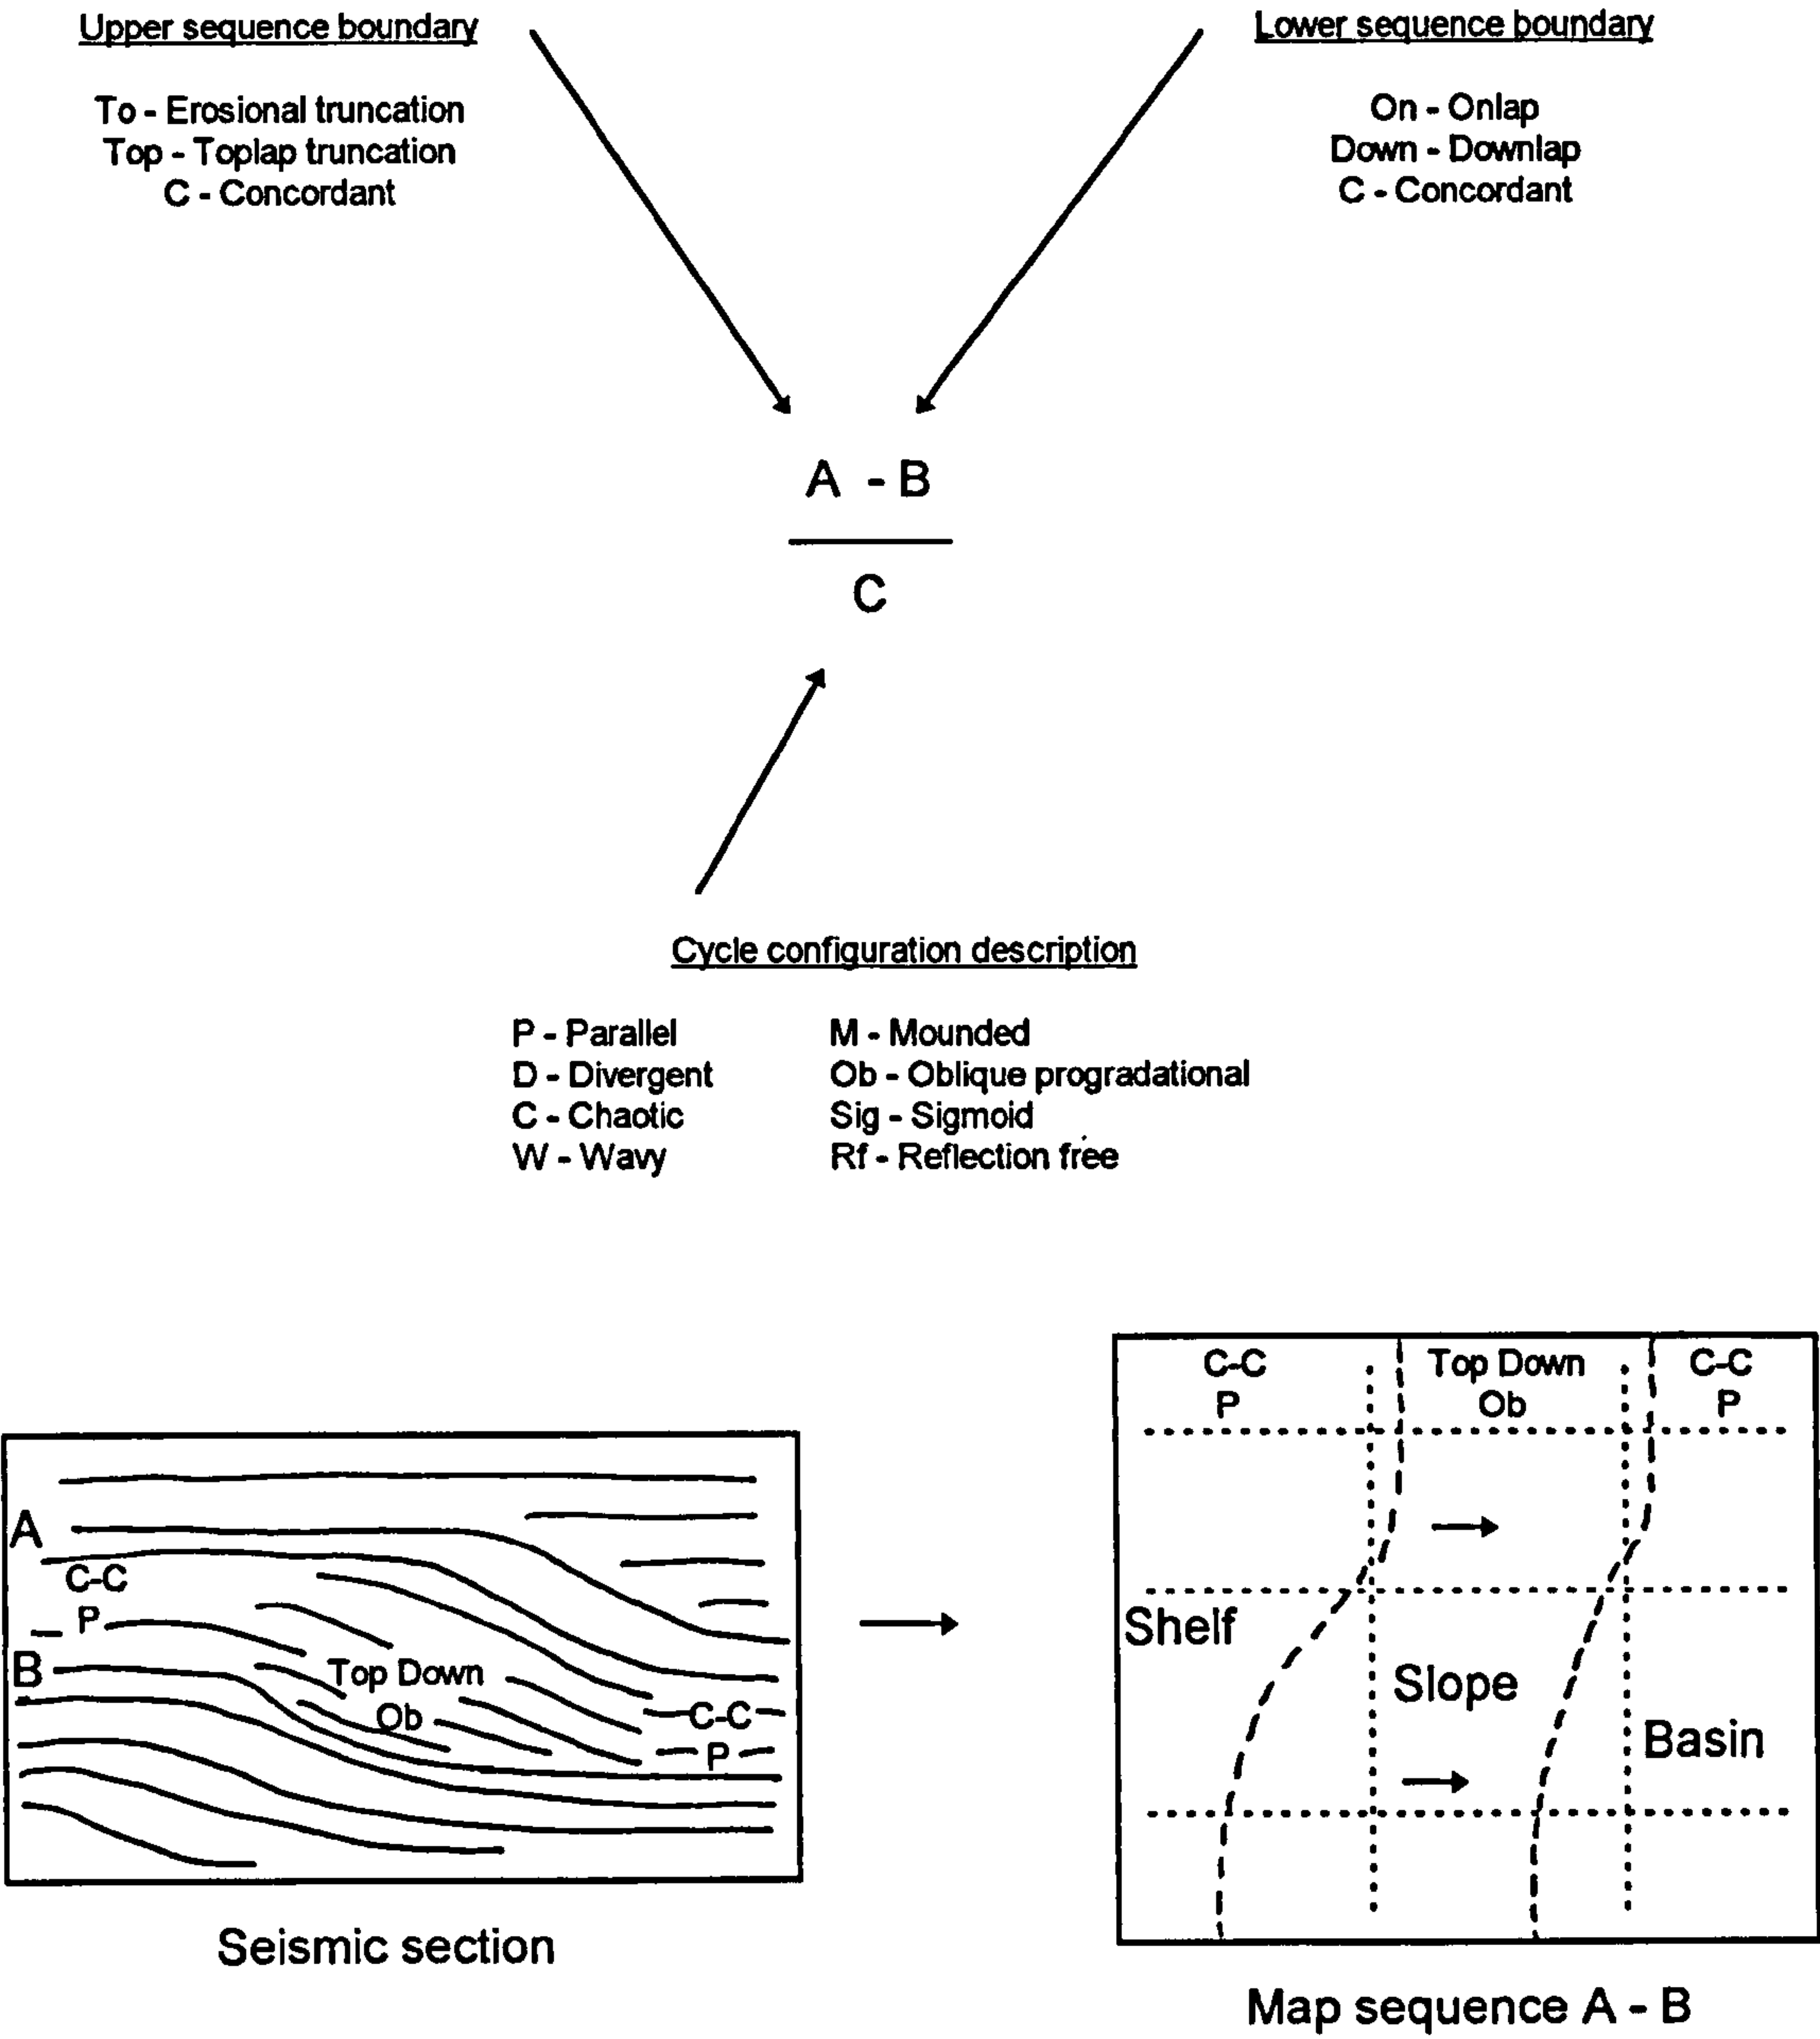 Upper sequence boundary
To - Erosional truncation
Top - Toplap truncation
C - Concordant
Lower sequence boundary
On - Onlap
Down - Downlap
C - Concordant
A - B
C
Cycle configuration description
P - Parallel
D - Divergent
C - Chaotic
W - Wavy
M - Mounded
Ob - Oblique progradational
Sig - Sigmoid
Rf - Reflection free
A
C-C
P
B
Top Down
Ob
C-C
P
Seismic section
C-C
P
Top Down
Ob
C-C
P
Shelf
Slope
Basin
Map sequence A - B